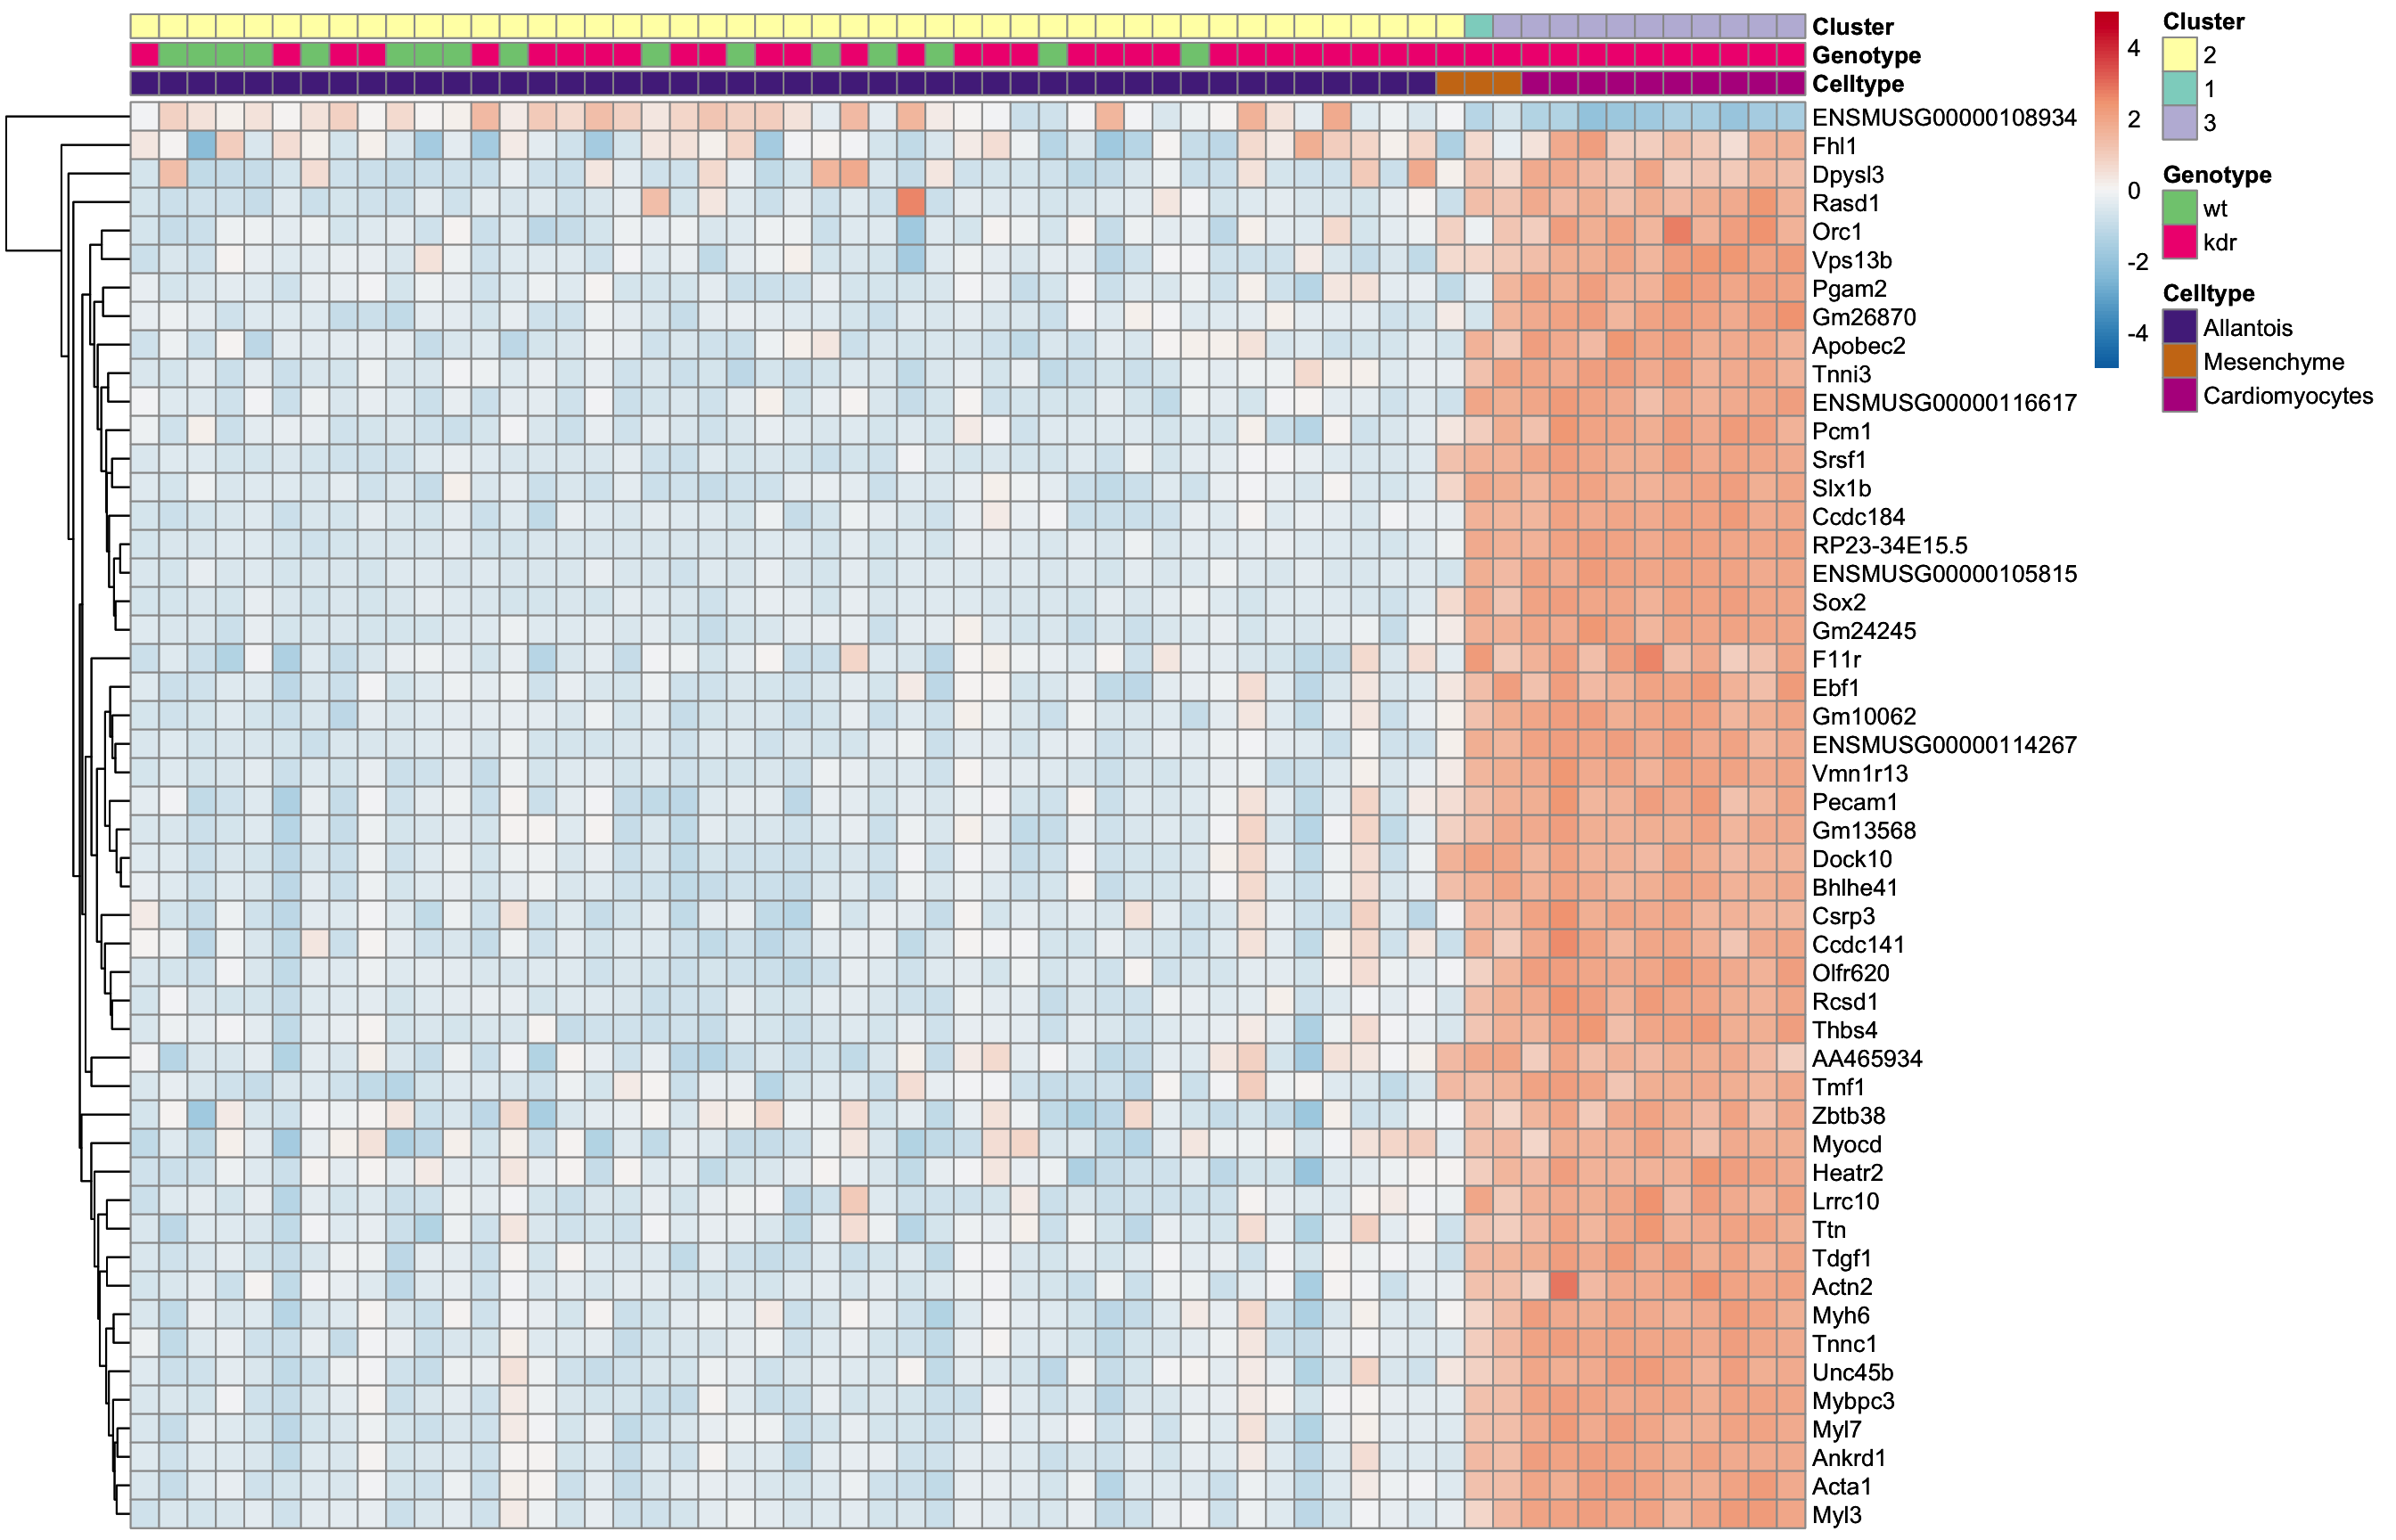 Cluster
Genotype
Celltype
ENSMUSG00000108934
Fhl1
Dpysl3
Rasd1
Orc1
Vps13b
Pgam2
Gm26870
Apobec2
Tnni3
ENSMUSG00000116617
Pcm1
Srsf1
Slx1b
Ccdc184
RP23-34E15.5
ENSMUSG00000105815
Sox2
Gm24245
F11r
Ebf1
Gm10062
ENSMUSG00000114267
Vmn1r13
Pecam1
Gm13568
Dock10
Bhlhe41
Csrp3
Ccdc141
Olfr620
Rcsd1
Thbs4
AA465934
Tmf1
Zbtb38
Myocd
Heatr2
Lrrc10
Ttn
Tdgf1
Actn2
Myh6
Tnnc1
Unc45b
Mybpc3
Myl7
Ankrd1
Acta1
Myl3
4
2
0
-2
-4
Cluster
2
1
3
Genotype
wt
kdr
Celltype
Allantois
Mesenchyme
Cardiomyocytes